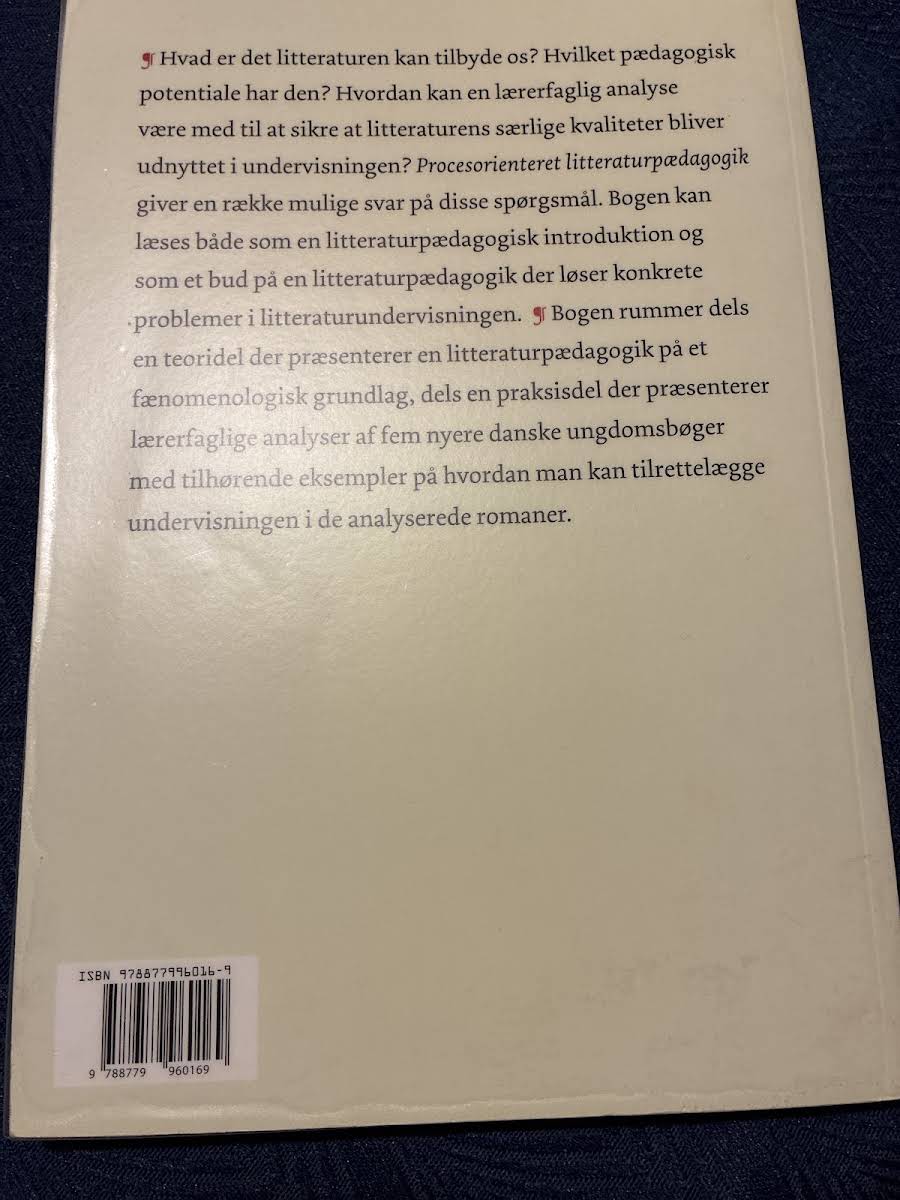 ¶ Hvad er det litteraturen kan tilbyde os? Hvilket pædagogisk
potentiale har den? Hvordan kan en lærerfaglig analyse
være med til at sikre at litteraturens særlige kvaliteter bliver
udnyttet i undervisningen? Procesorienteret litteraturpædagogik
giver en række mulige svar på disse spørgsmål. Bogen kan
læses både som en litteraturpædagogisk introduktion og
som et bud på en litteraturpædagogik der løser konkrete
problemer i litteraturundervisningen. ¶ Bogen rummer dels
en teoridel der præsenterer en litteraturpædagogik på et
fænomenologisk grundlag, dels en praksisdel der præsenterer
lærerfaglige analyser af fem nyere danske ungdomsbøger
med tilhørende eksempler på hvordan man kan tilrettelægge
undervisningen i de analyserede romaner.
ISBN 978877996016-9
9 788779 960169